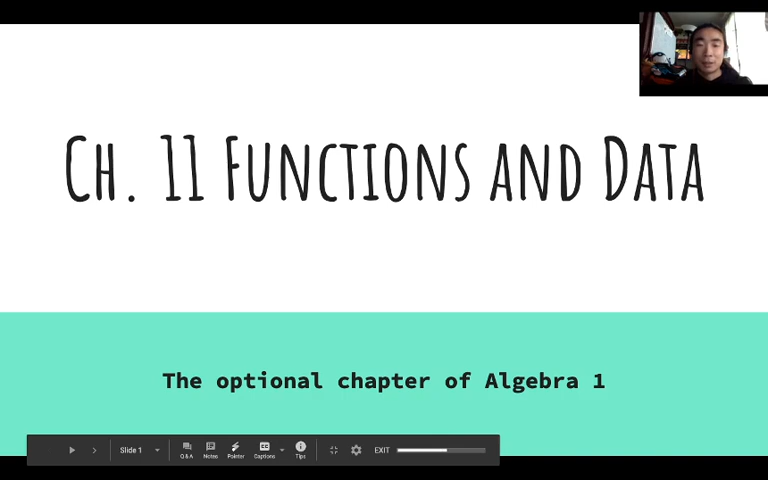 Ch. 11 Functions and Data
The optional chapter of Algebra 1
Slide 1
Q&A
Notes
Pointer
Captions
Tips
EXIT